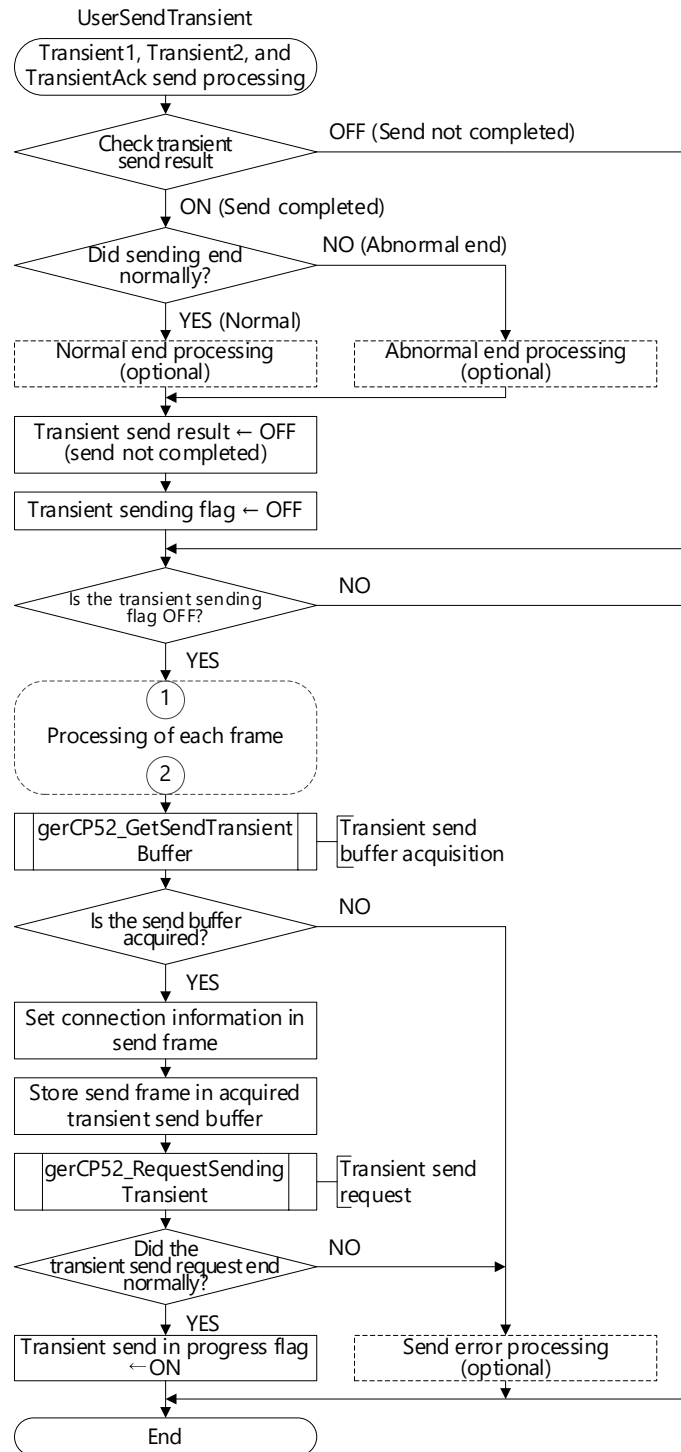 UserSendTransient
Transient1, Transient2, and
TransientAck send processing
Check transient
send result
OFF (Send not completed)
ON (Send completed)
Did sending end
normally?
NO (Abnormal end)
YES (Normal)
Normal end processing
(optional)
Abnormal end processing
(optional)
Transient send result ← OFF
(send not completed)
Transient sending flag ← OFF
Is the transient sending
flag OFF?
NO
YES
1
Processing of each frame
2
gerCP52_GetSendTransient
Buffer
Transient send
buffer acquisition
Is the send buffer
acquired?
NO
YES
Set connection information in
send frame
Store send frame in acquired
transient send buffer
gerCP52_RequestSending
Transient
Transient send
request
Did the
transient send request end
normally?
NO
YES
Transient send in progress flag
←ON
Send error processing
(optional)
End